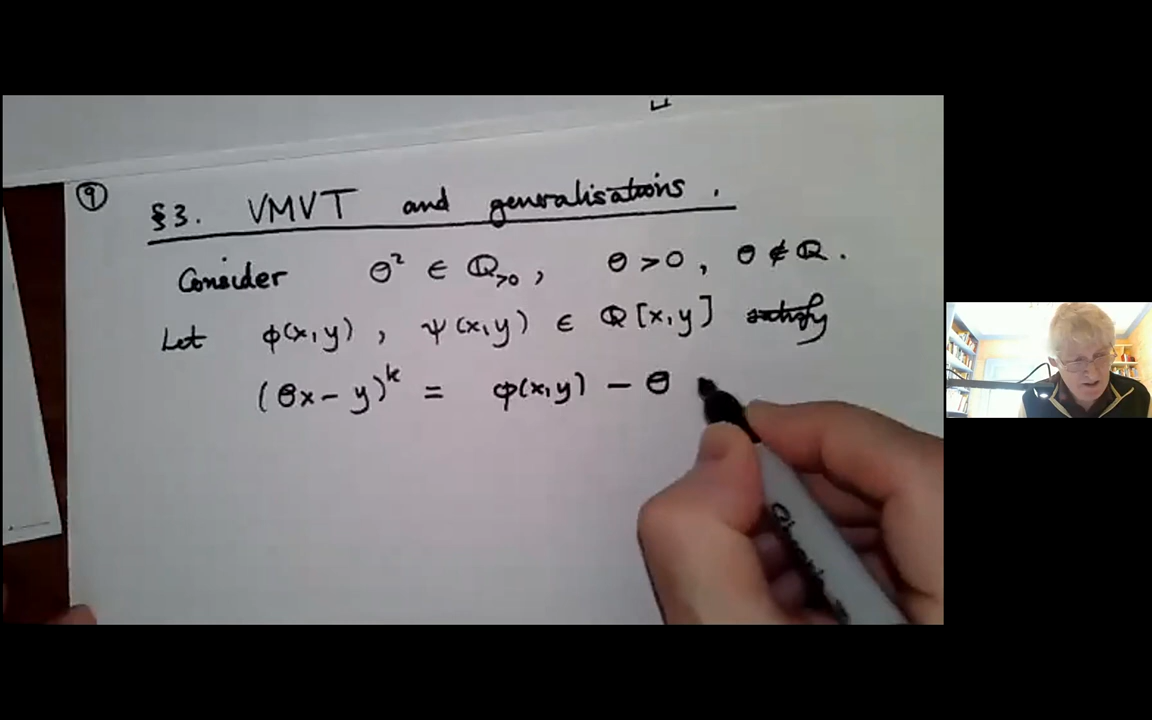 ⑨ §3. VMVT and generalisations.
Consider θ² ∈ ℚ>0, θ>0, θ∉ℚ.
Let φ(x,y), ψ(x,y) ∈ ℚ[x,y] satisfy
(θx-y)^k = φ(x,y) - θ